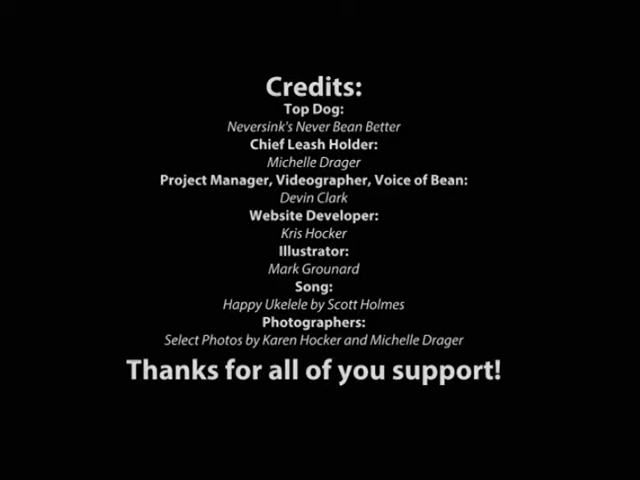 Credits:
Top Dog:
Neversink's Never Bean Better
Chief Leash Holder:
Michelle Drager
Project Manager, Videographer, Voice of Bean:
Devin Clark
Website Developer:
Kris Hocker
Illustrator:
Mark Grounard
Song:
Happy Ukelele by Scott Holmes
Photographers:
Select Photos by Karen Hocker and Michelle Drager
Thanks for all of you support!